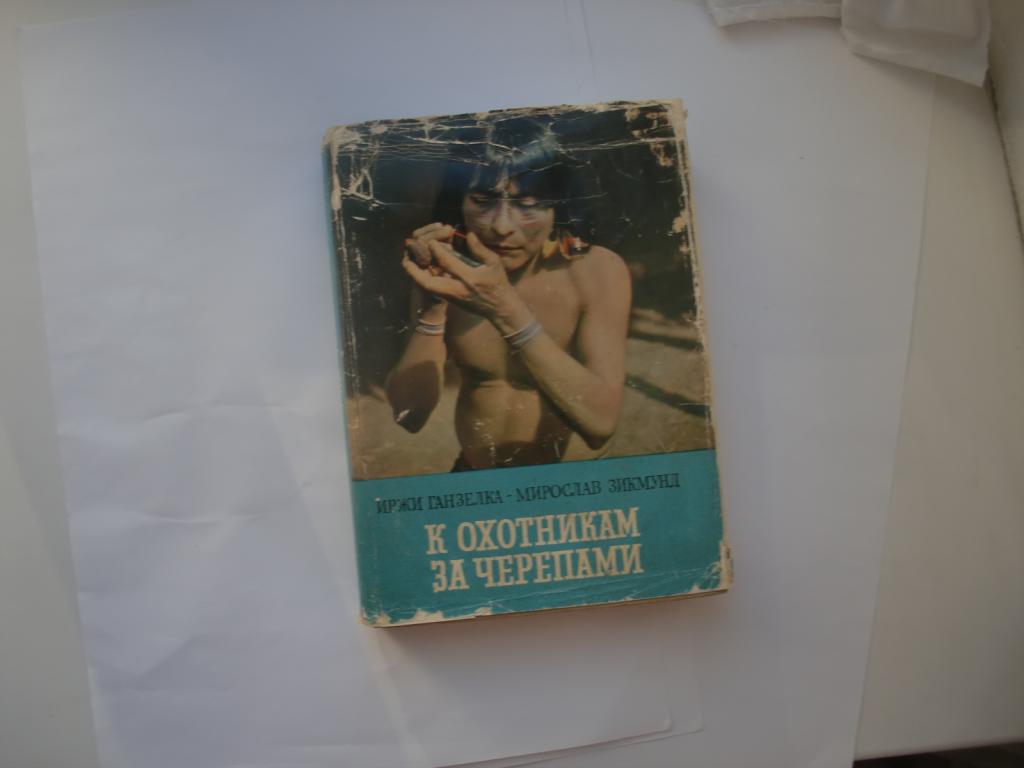 ИРЖИ ГАНЗЕЛКА - МИРОСЛАВ ЗИКМУНД
К ОХОТНИКАМ
ЗА ЧЕРЕПАМИ